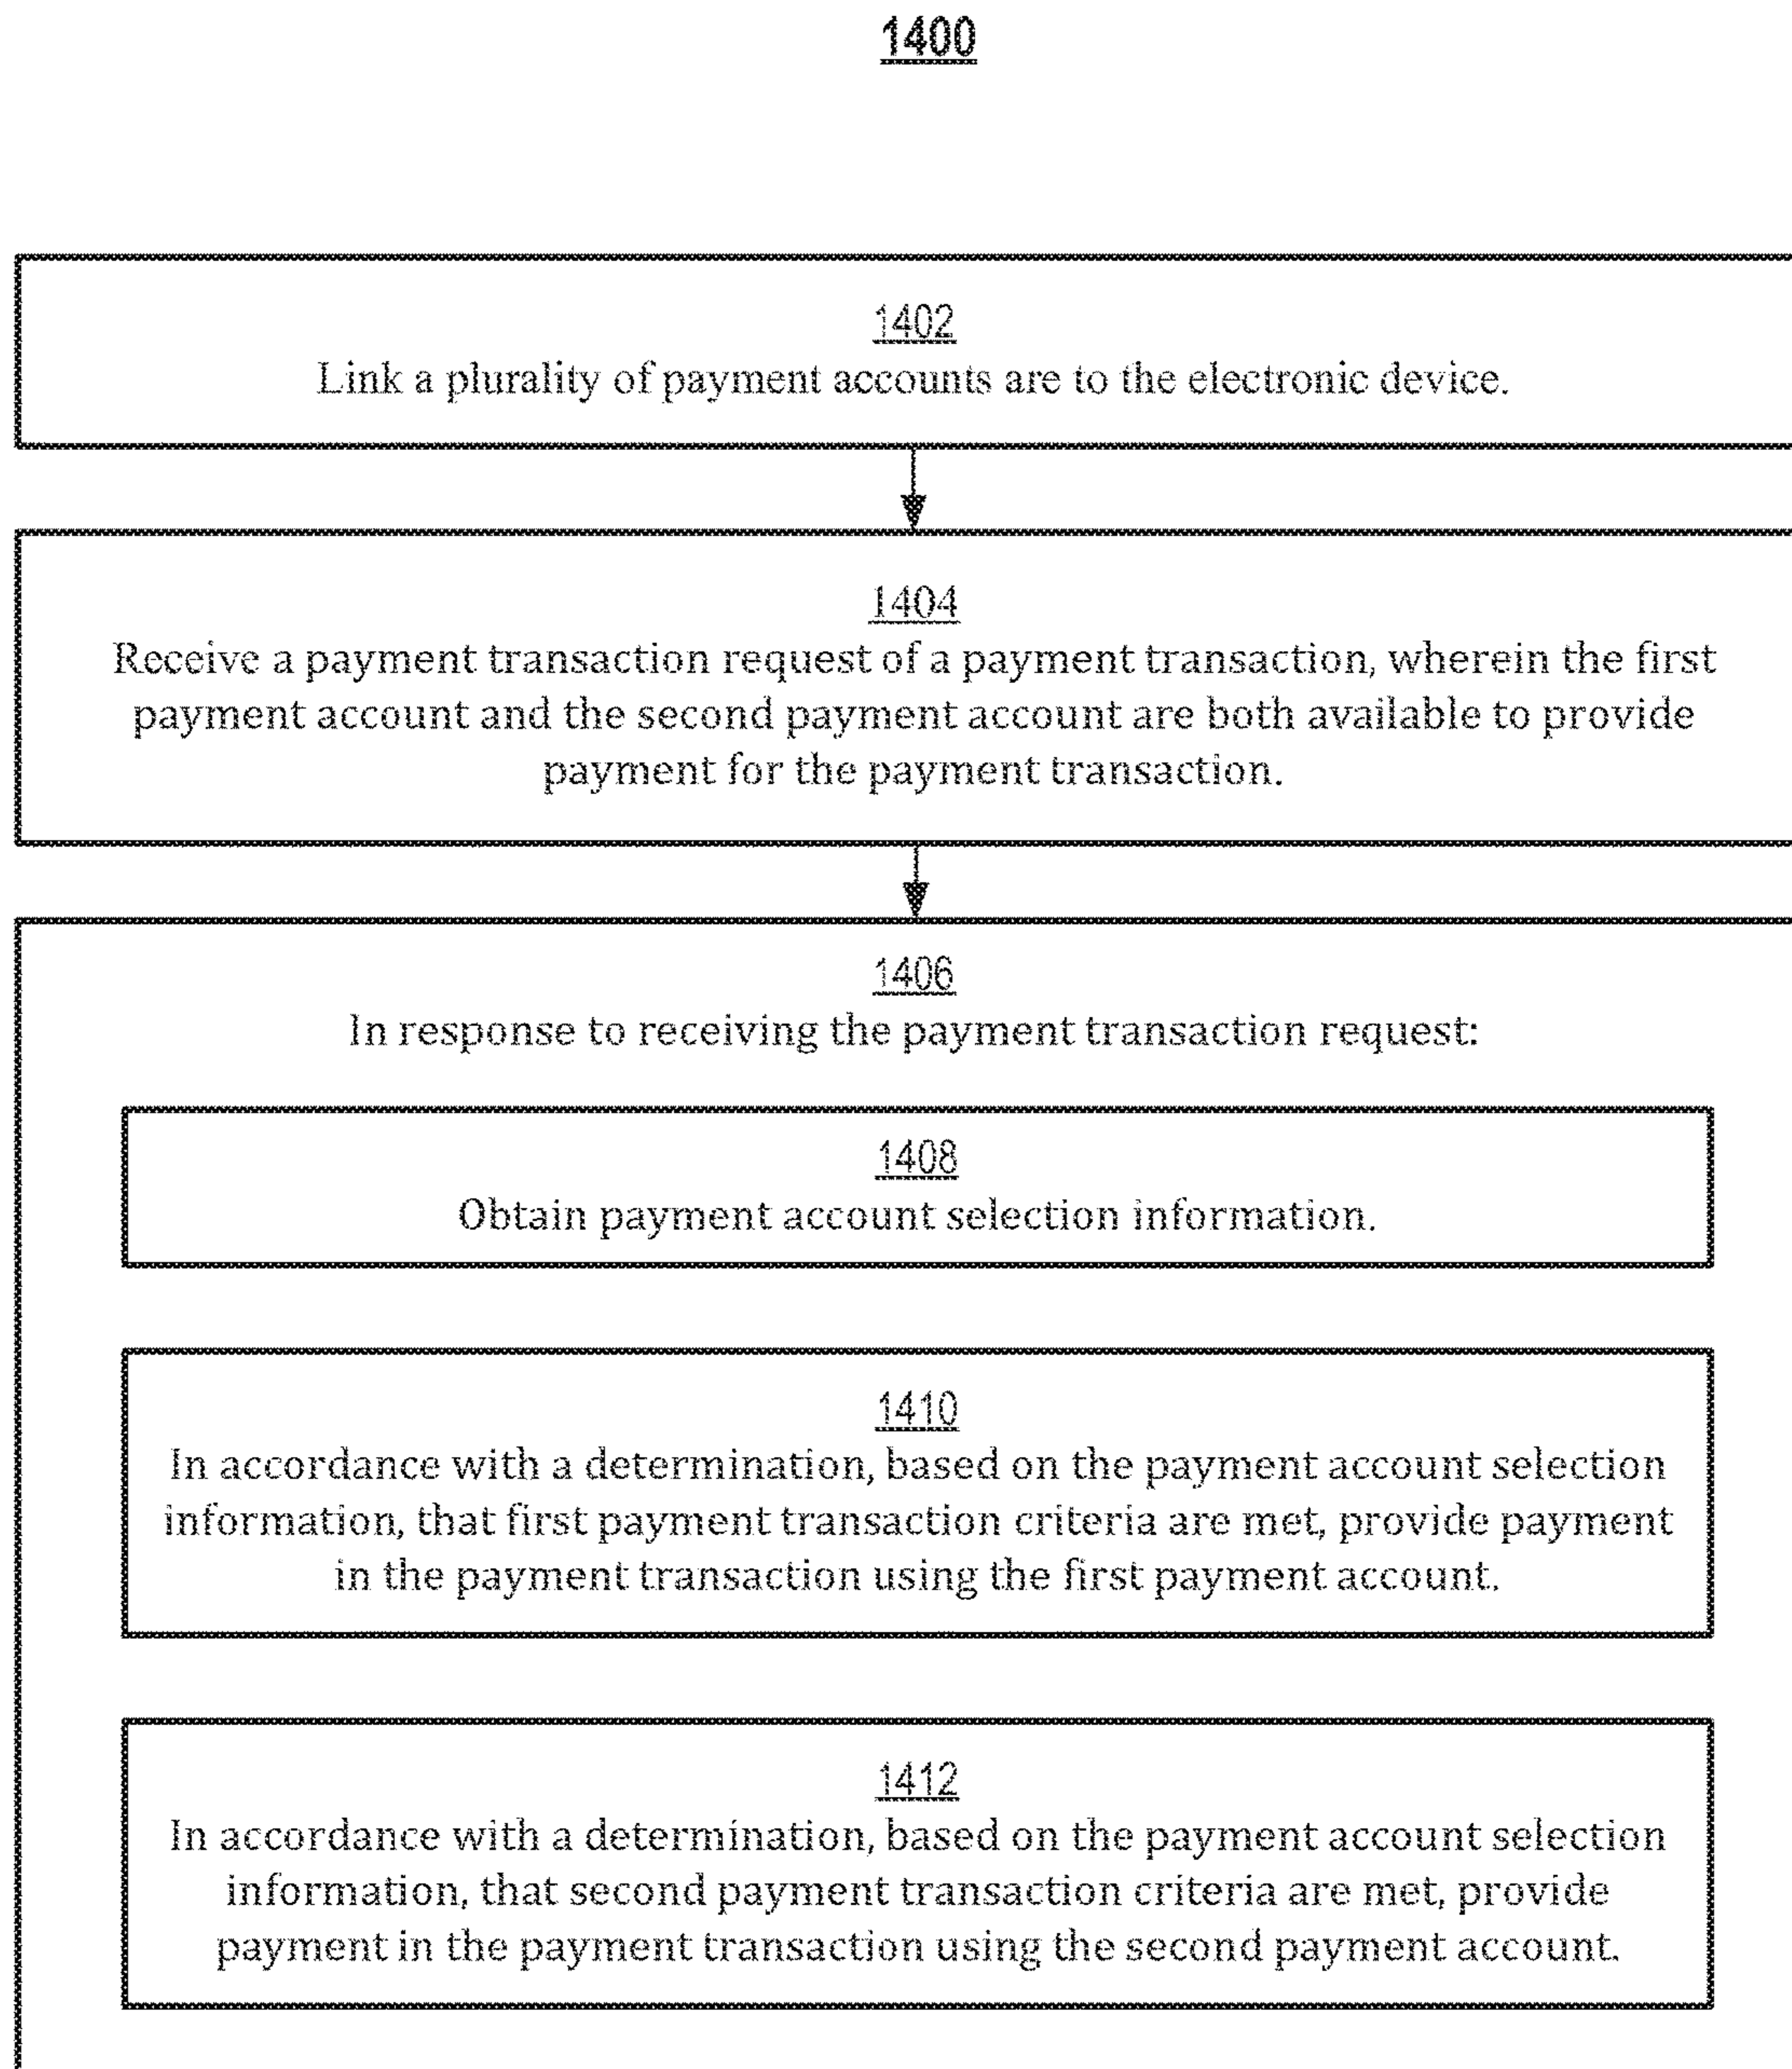 1400
1402
Link a plurality of payment accounts are to the electronic device.
1404
Receive a payment transaction request of a payment transaction, wherein the first
payment account and the second payment account are both available to provide
payment for the payment transaction.
1406
In response to receiving the payment transaction request:
1408
Obtain payment account selection information.
1410
In accordance with a determination, based on the payment account selection
information, that first payment transaction criteria are met, provide payment
in the payment transaction using the first payment account.
1412
In accordance with a determination, based on the payment account selection
information, that second payment transaction criteria are met, provide
payment in the payment transaction using the second payment account.